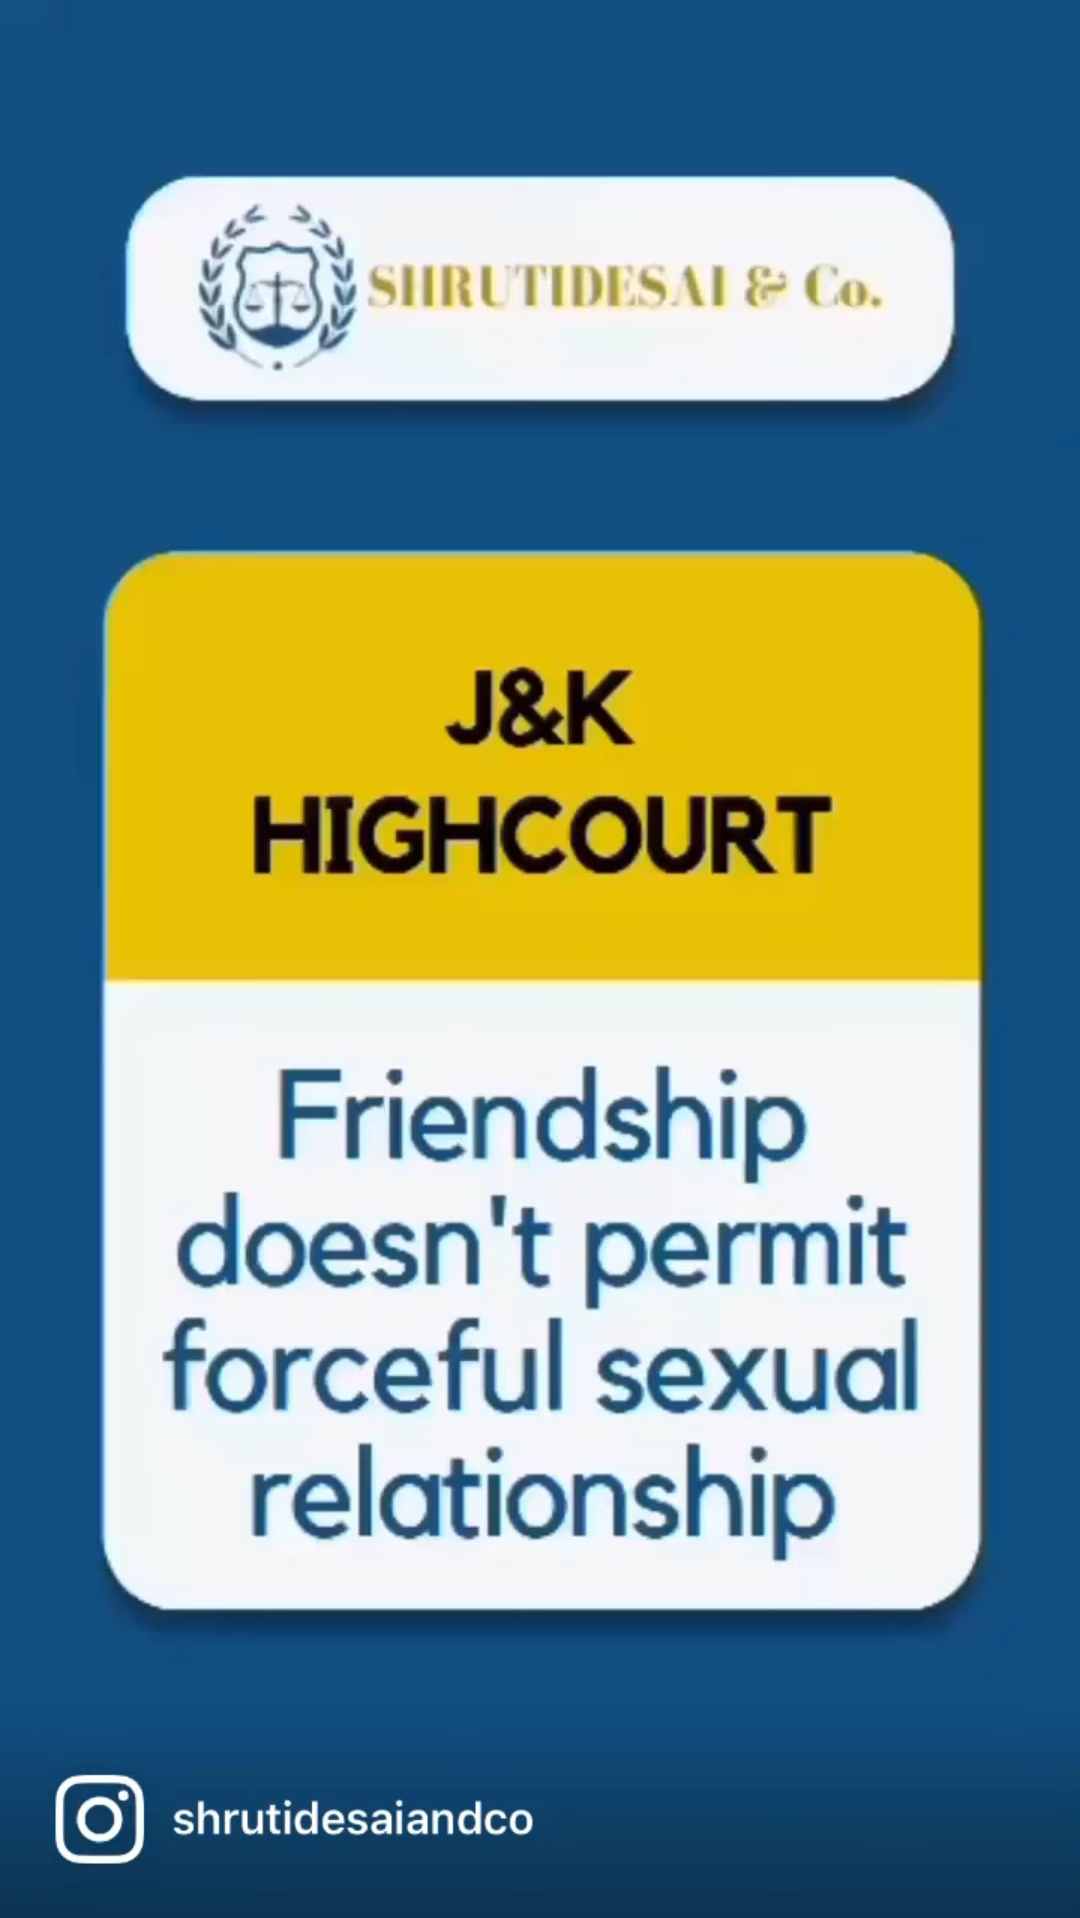 SHRUTIDESAI & Co.
J&K
HIGHCOURT
Friendship
doesn't permit
forceful sexual
relationship
shrutidesaiandco